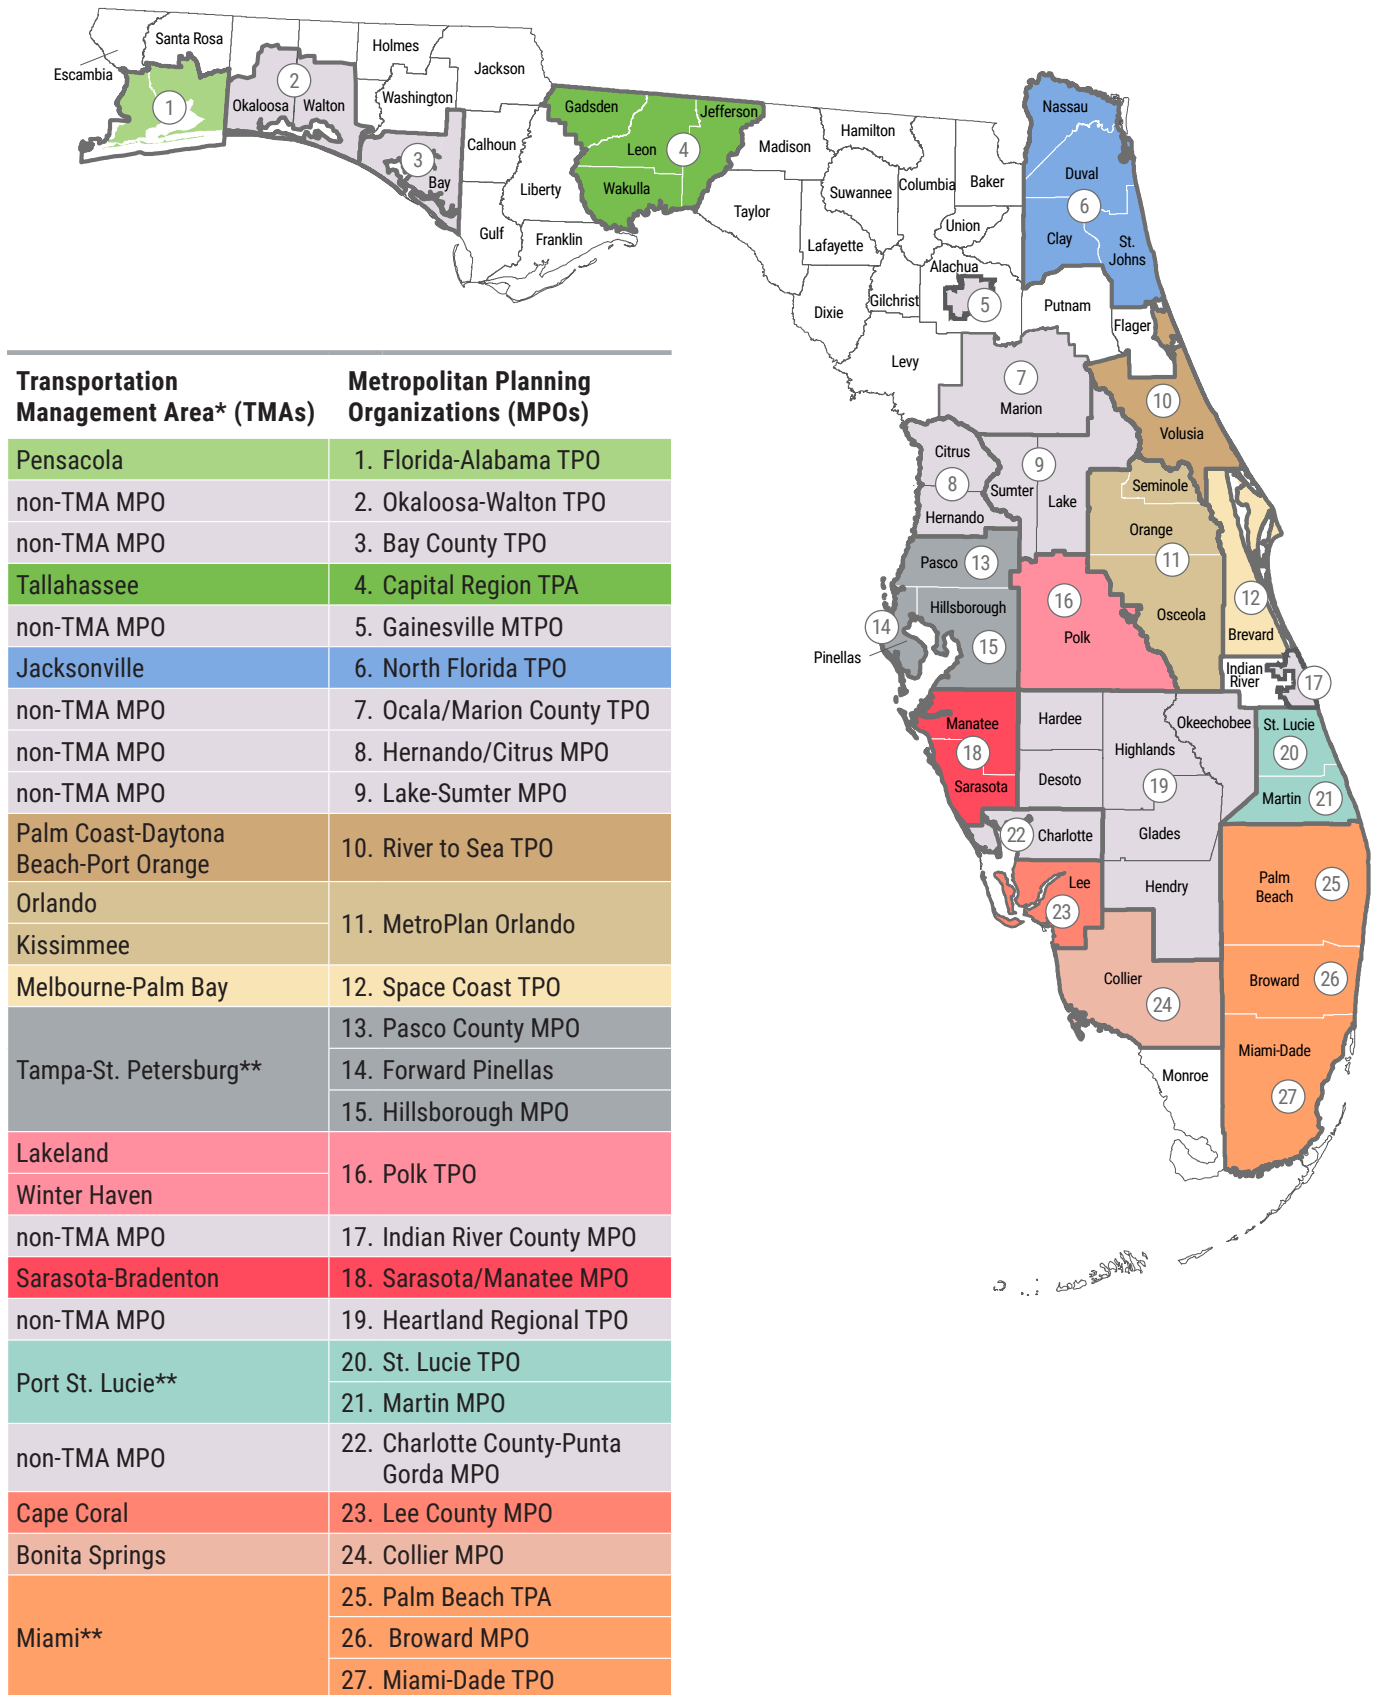 Santa Rosa
Escambia
Holmes
Jackson
1
2
Okaloosa
Walton
Washington
3
Bay
Calhoun
Liberty
Gulf
Franklin
Gadsden
Jefferson
Leon
4
Wakulla
Madison
Hamilton
Taylor
Suwannee
Columbia
Baker
Lafayette
Union
Alachua
5
Dixie
Gilchrist
Levy
Nassau
Duval
6
Clay
St.
Johns
Putnam
Flager
7
Marion
10
Volusia
Citrus
8
Hernando
9
Sumter
Lake
Seminole
Orange
11
Osceola
12
Brevard
Pasco
13
Hillsborough
14
15
Pinellas
16
Polk
Indian
River
17
Manatee
18
Sarasota
Hardee
Desoto
Highlands
Okeechobee
19
St. Lucie
20
Martin
21
22
Charlotte
Glades
Lee
23
Hendry
Palm
Beach
25
Collier
24
Broward
26
Miami-Dade
27
Monroe
Transportation
Management Area* (TMAs)
Metropolitan Planning
Organizations (MPOs)
Pensacola
1. Florida-Alabama TPO
non-TMA MPO
2. Okaloosa-Walton TPO
non-TMA MPO
3. Bay County TPO
Tallahassee
4. Capital Region TPA
non-TMA MPO
5. Gainesville MTPO
Jacksonville
6. North Florida TPO
non-TMA MPO
7. Ocala/Marion County TPO
non-TMA MPO
8. Hernando/Citrus MPO
non-TMA MPO
9. Lake-Sumter MPO
Palm Coast-Daytona
Beach-Port Orange
10. River to Sea TPO
Orlando
Kissimmee
11. MetroPlan Orlando
Melbourne-Palm Bay
12. Space Coast TPO
Tampa-St. Petersburg**
13. Pasco County MPO
14. Forward Pinellas
15. Hillsborough MPO
Lakeland
Winter Haven
16. Polk TPO
non-TMA MPO
17. Indian River County MPO
Sarasota-Bradenton
18. Sarasota/Manatee MPO
non-TMA MPO
19. Heartland Regional TPO
Port St. Lucie**
20. St. Lucie TPO
21. Martin MPO
non-TMA MPO
22. Charlotte County-Punta
Gorda MPO
Cape Coral
23. Lee County MPO
Bonita Springs
24. Collier MPO
Miami**
25. Palm Beach TPA
26. Broward MPO
27. Miami-Dade TPO